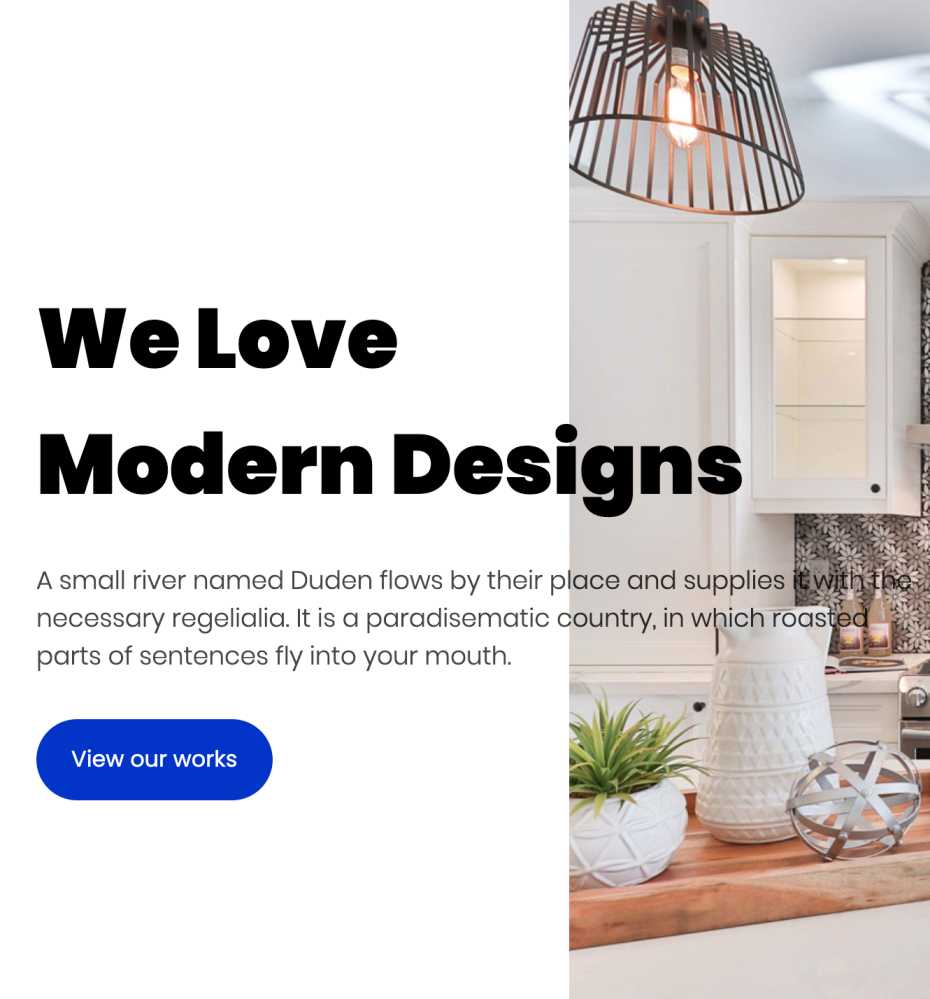 We Love
Modern Designs
A small river named Duden flows by their place and supplies it with the
necessary regelialia. It is a paradisematic country, in which roasted
parts of sentences fly into your mouth.
View our works